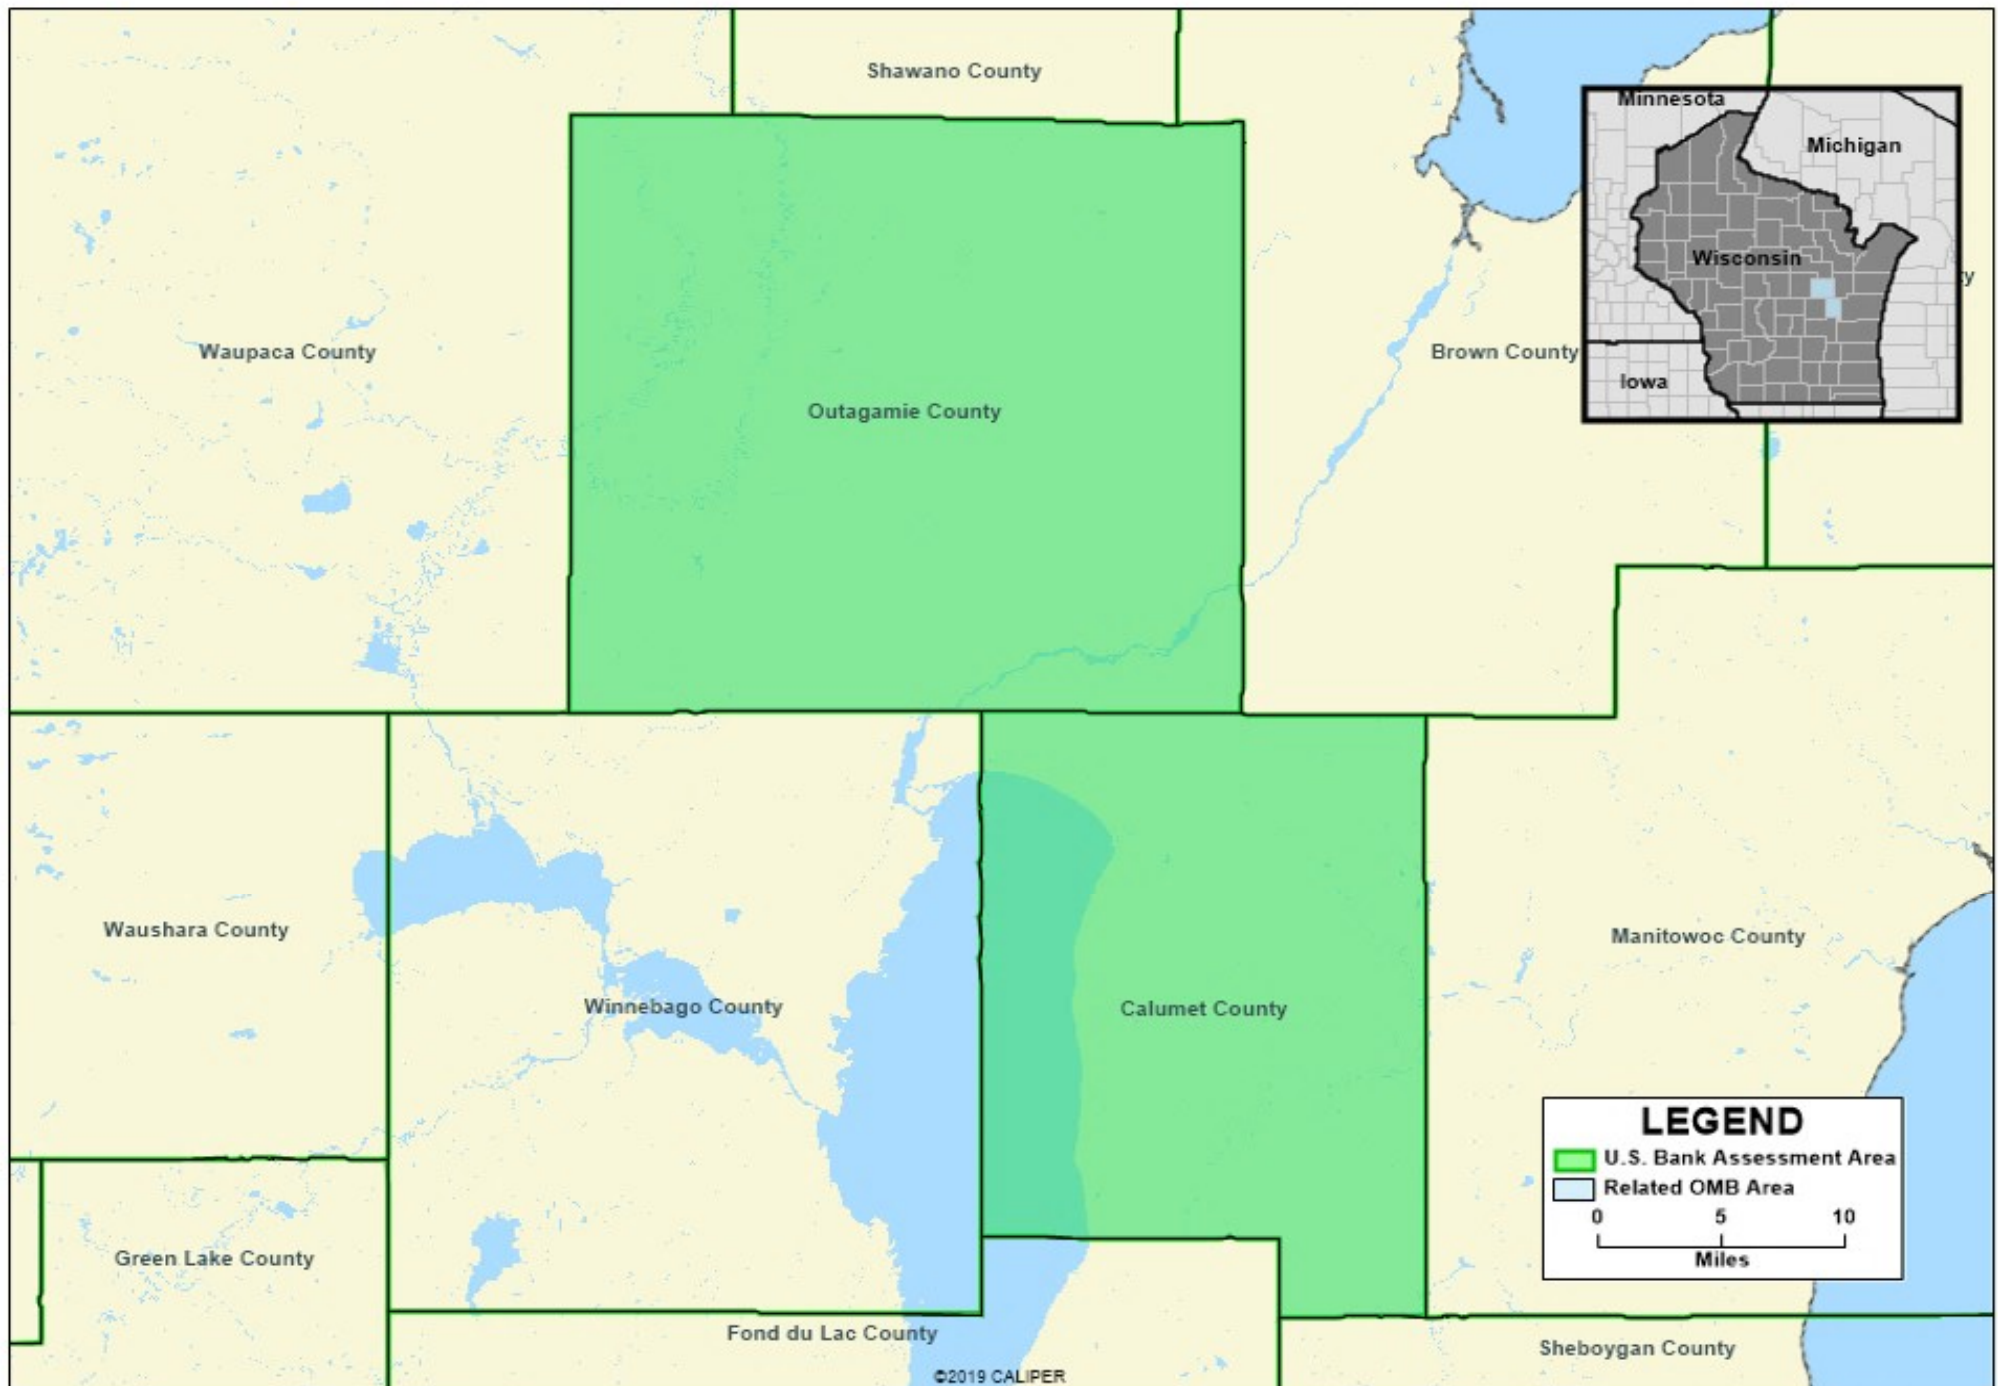 Shawano County
Minnesota
Michigan
Wisconsin
Iowa
Waupaca County
Brown County
Outagamie County
Waushara County
Winnebago County
Calumet County
Manitowoc County
LEGEND
U.S. Bank Assessment Area
Related OMB Area
0 5 10
Miles
Green Lake County
Fond du Lac County
Sheboygan County
©2019 CALIPER